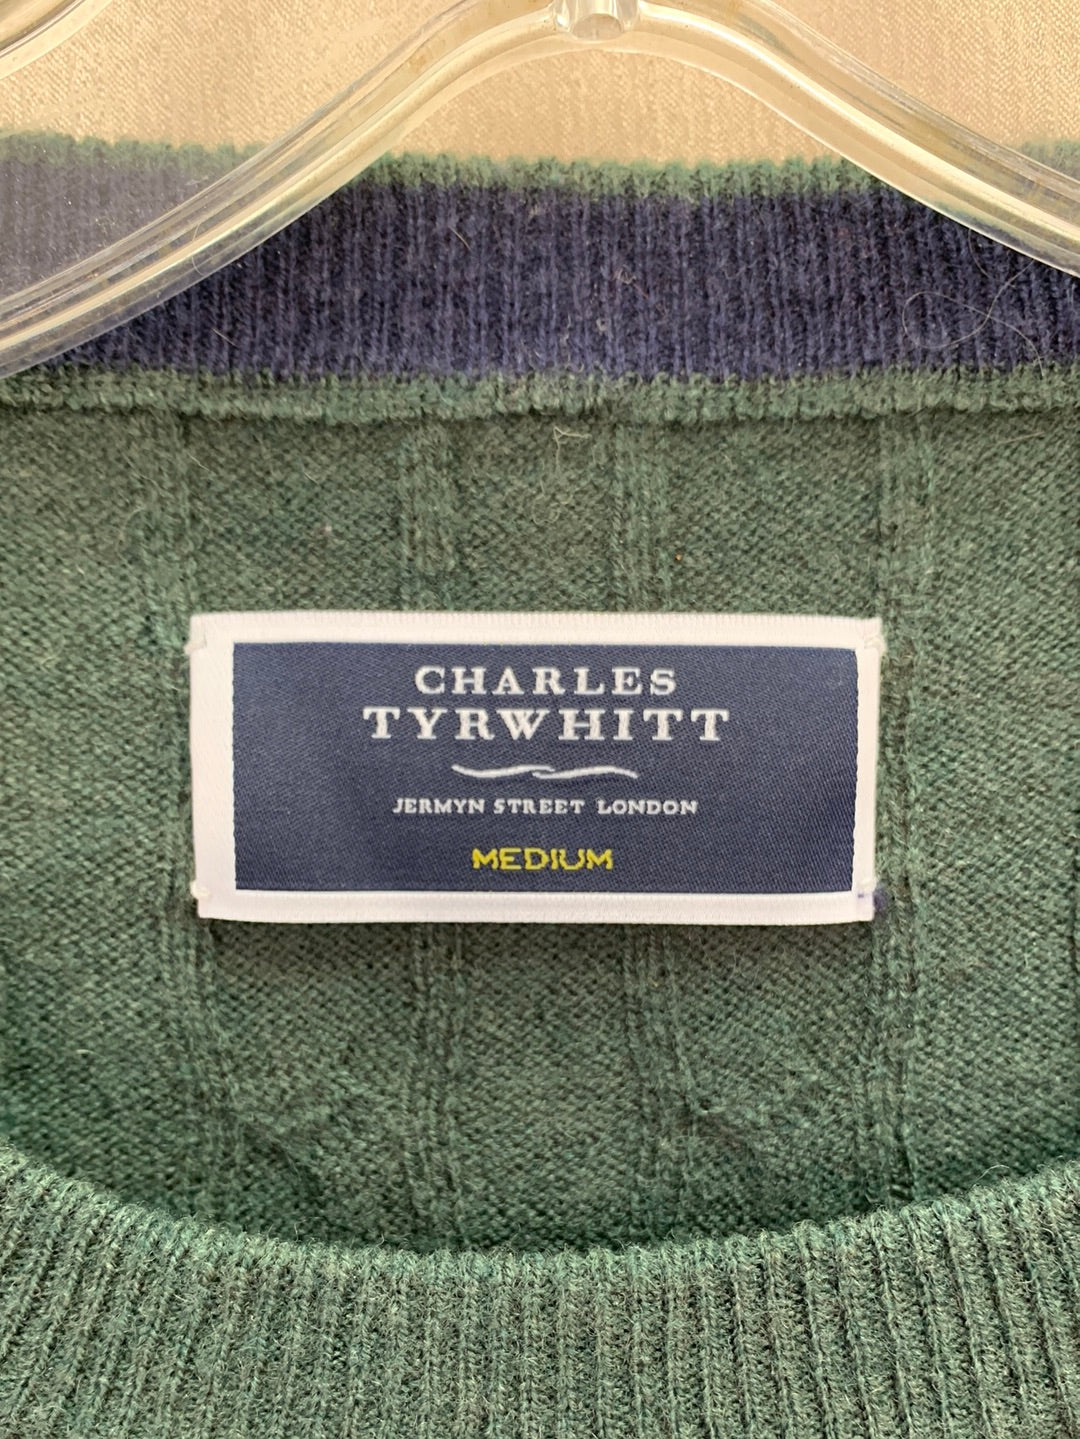 CHARLES
TYRWHITT
JERMYN STREET LONDON
MEDIUM